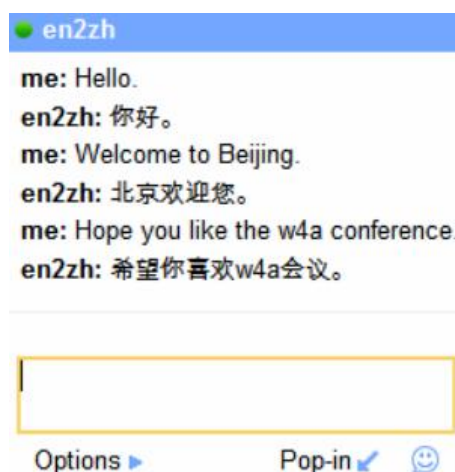 en2zh
me: Hello.
en2zh: 你好。
me: Welcome to Beijing.
en2zh: 北京欢迎您。
me: Hope you like the w4a conference.
en2zh: 希望你喜欢w4a会议。
Options Pop-in